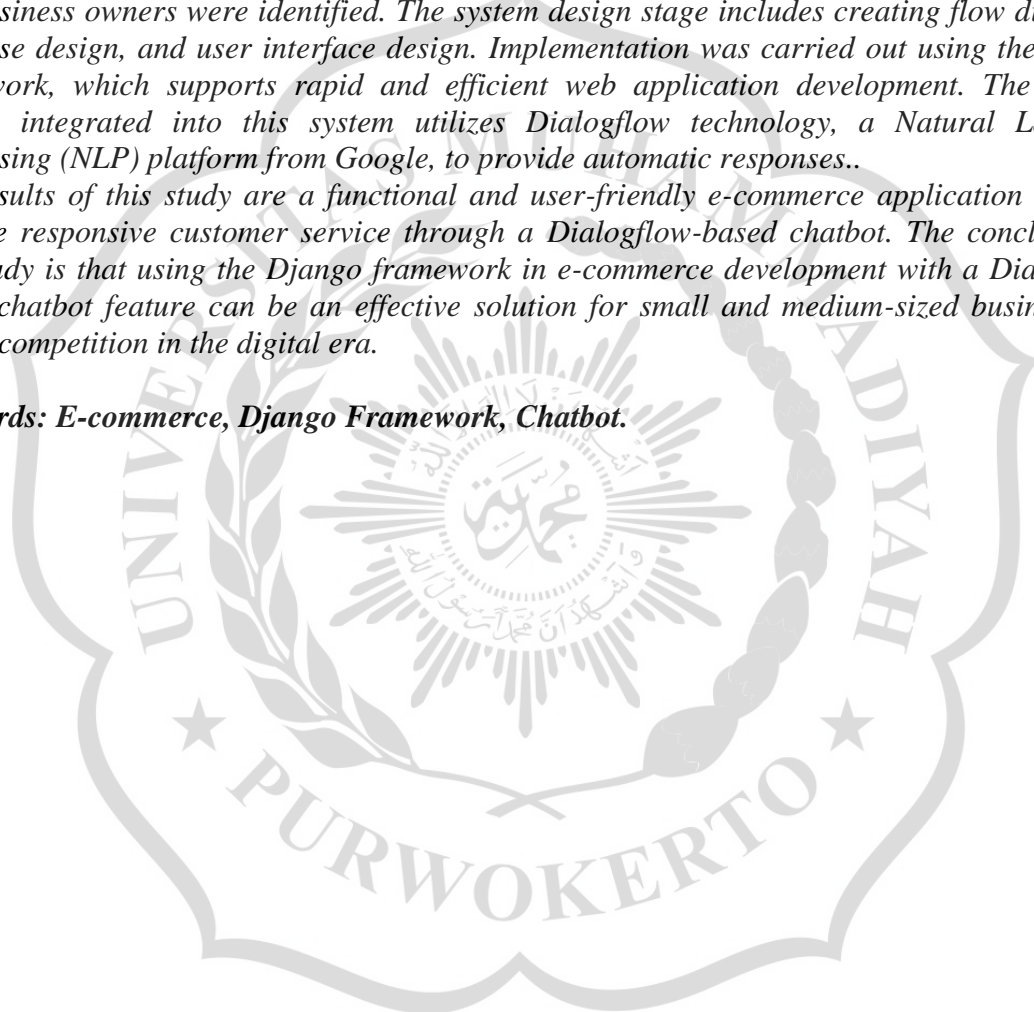 siness owners were identified. The system design stage includes creating flow di
se design, and user interface design. Implementation was carried out using the
work, which supports rapid and efficient web application development. The
integrated into this system utilizes Dialogflow technology, a Natural L
sing (NLP) platform from Google, to provide automatic responses..
sults of this study are a functional and user-friendly e-commerce application
e responsive customer service through a Dialogflow-based chatbot. The concl
udy is that using the Django framework in e-commerce development with a Dia
chatbot feature can be an effective solution for small and medium-sized busin
competition in the digital era.
rds: E-commerce, Django Framework, Chatbot.
UNIVERSITAS MUHAMMADIYAH
PURWOKERTO
محمدية